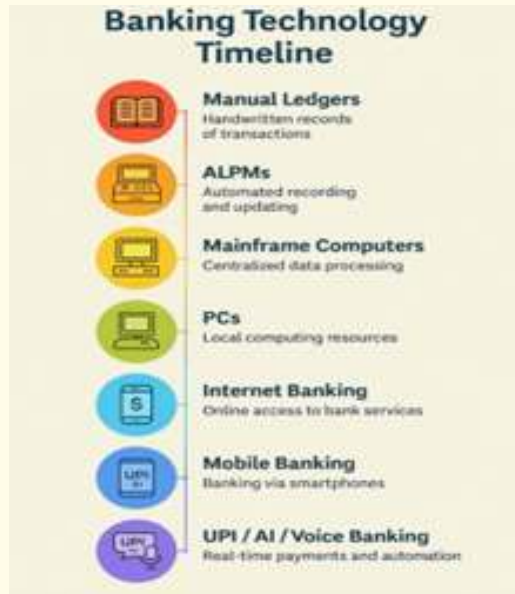 Banking Technology
Timeline
Manual Ledgers
Handwritten records
of transactions
ALPMs
Automated recording
and updating
Mainframe Computers
Centralized data processing
PCs
Local computing resources
Internet Banking
Online access to bank services
$
Mobile Banking
Banking via smartphones
UPI
UPI / AI / Voice Banking
Real-time payments and automation
UPI